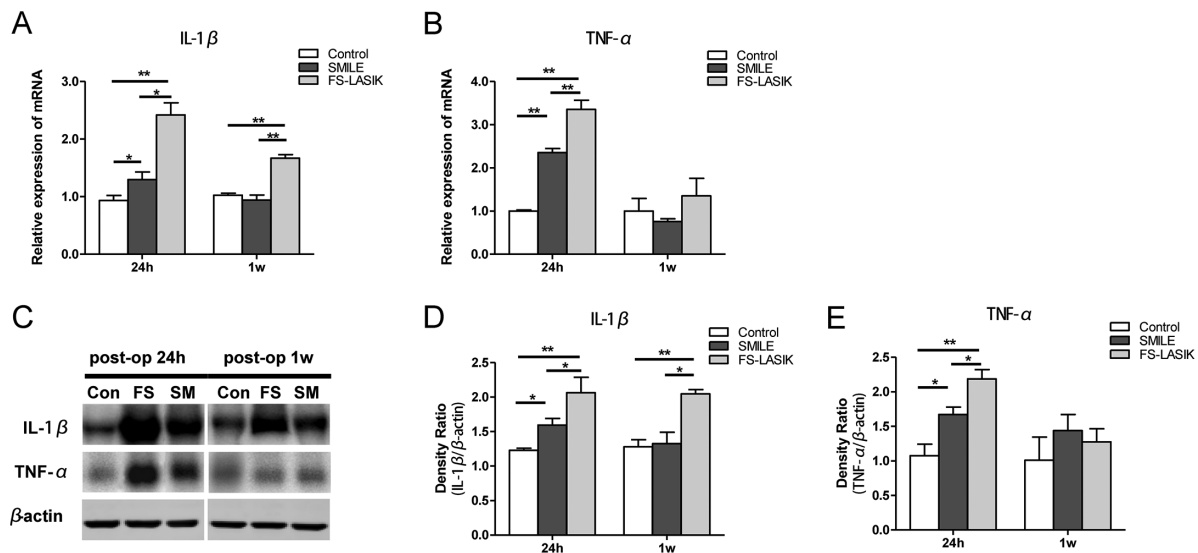 A
IL-1β
Control
SMILE
FS-LASIK
Relative expression of mRNA
3.0
2.0
1.0
0.0
** * * ** **
24h 1w
B
TNF-α
Control
SMILE
FS-LASIK
Relative expression of mRNA
4.0
3.0
2.0
1.0
0.0
** ** **
24h 1w
C
post-op 24h post-op 1w
Con FS SM Con FS SM
IL-1β
TNF-α
β-actin
D
IL-1β
Control
SMILE
FS-LASIK
Density Ratio
(IL-1β/β-actin)
2.5
2.0
1.5
1.0
0.5
0.0
** * * ** *
24h 1w
E
TNF-α
Control
SMILE
FS-LASIK
Density Ratio
(TNF-α/β-actin)
2.5
2.0
1.5
1.0
0.5
0.0
** * *
24h 1w